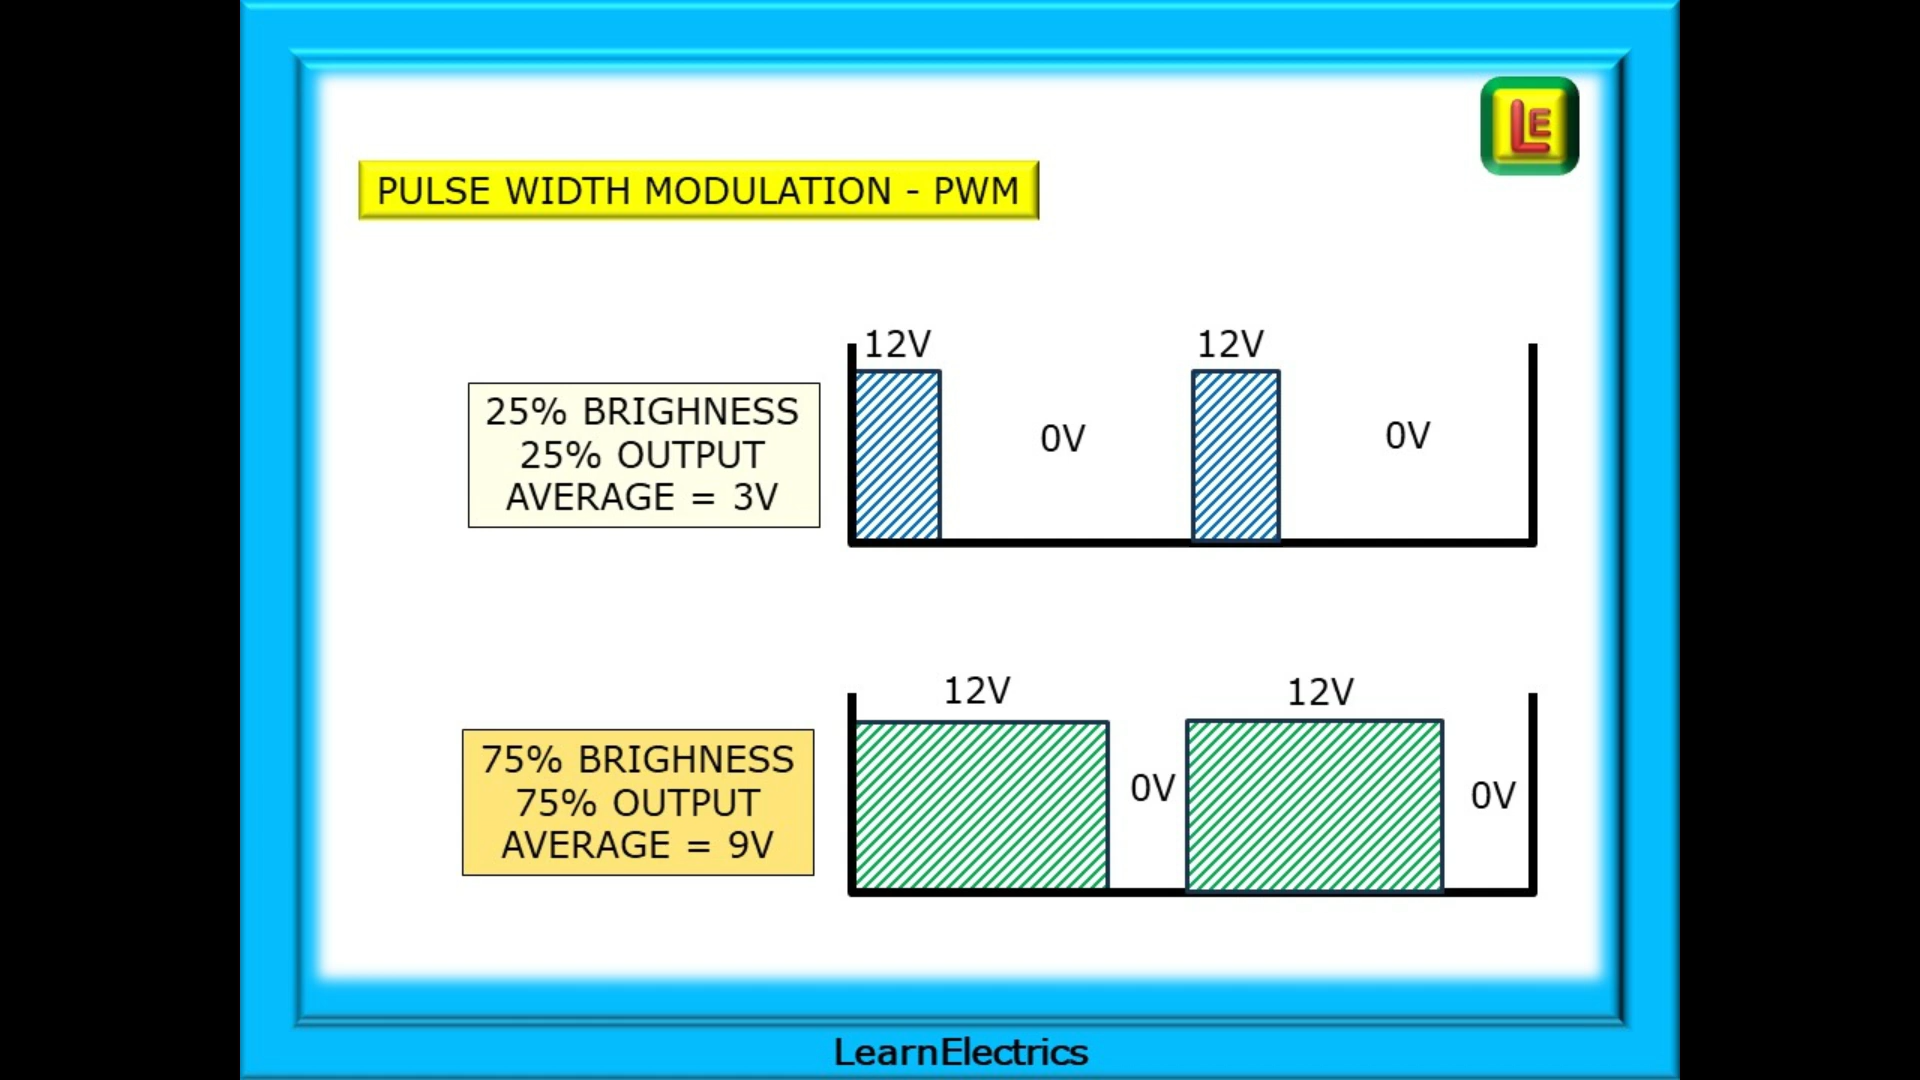 LE
PULSE WIDTH MODULATION - PWM
12V
12V
25% BRIGHNESS
25% OUTPUT
AVERAGE = 3V
0V
0V
12V
12V
75% BRIGHNESS
75% OUTPUT
AVERAGE = 9V
0V
0V
LearnElectrics